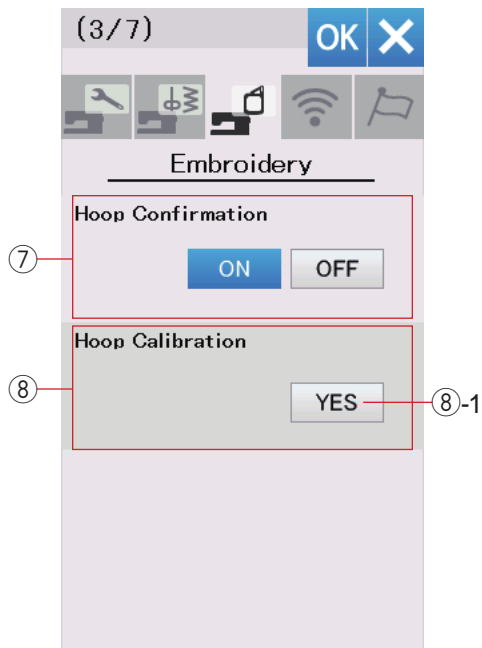 (3/7)
OK
Embroidery
Hoop Confirmation
⑦
ON OFF
Hoop Calibration
⑧
YES
⑧-1